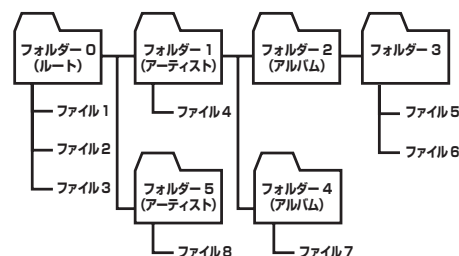 フォルダー 0
(ルート)
フォルダー 1
(アーティスト)
フォルダー 2
(アルバム)
フォルダー 3
ファイル 1
ファイル 2
ファイル 3
ファイル 4
ファイル 5
ファイル 6
フォルダー 5
(アーティスト)
フォルダー 4
(アルバム)
ファイル 8
ファイル 7